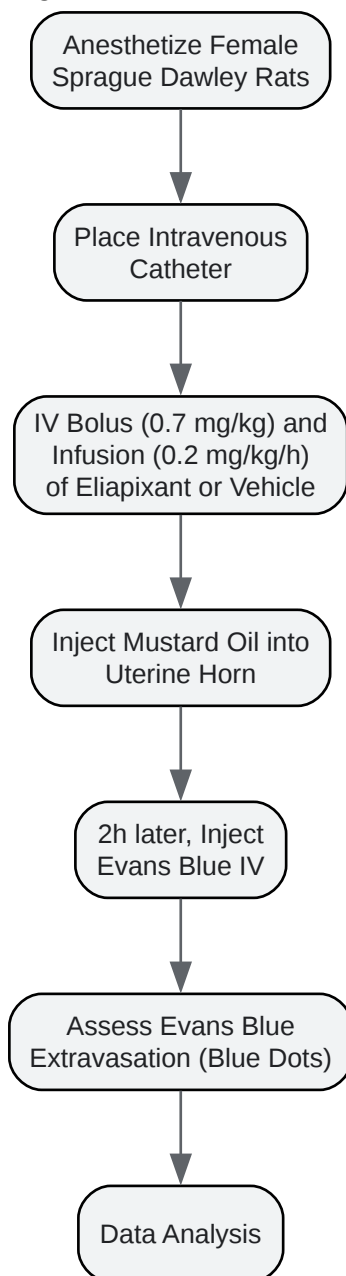 Anesthetize Female
Sprague Dawley Rats
Place Intravenous
Catheter
IV Bolus (0.7 mg/kg) and
Infusion (0.2 mg/kg/h)
of Eliapixant or Vehicle
Inject Mustard Oil into
Uterine Horn
2h later, Inject
Evans Blue IV
Assess Evans Blue
Extravasation (Blue Dots)
Data Analysis